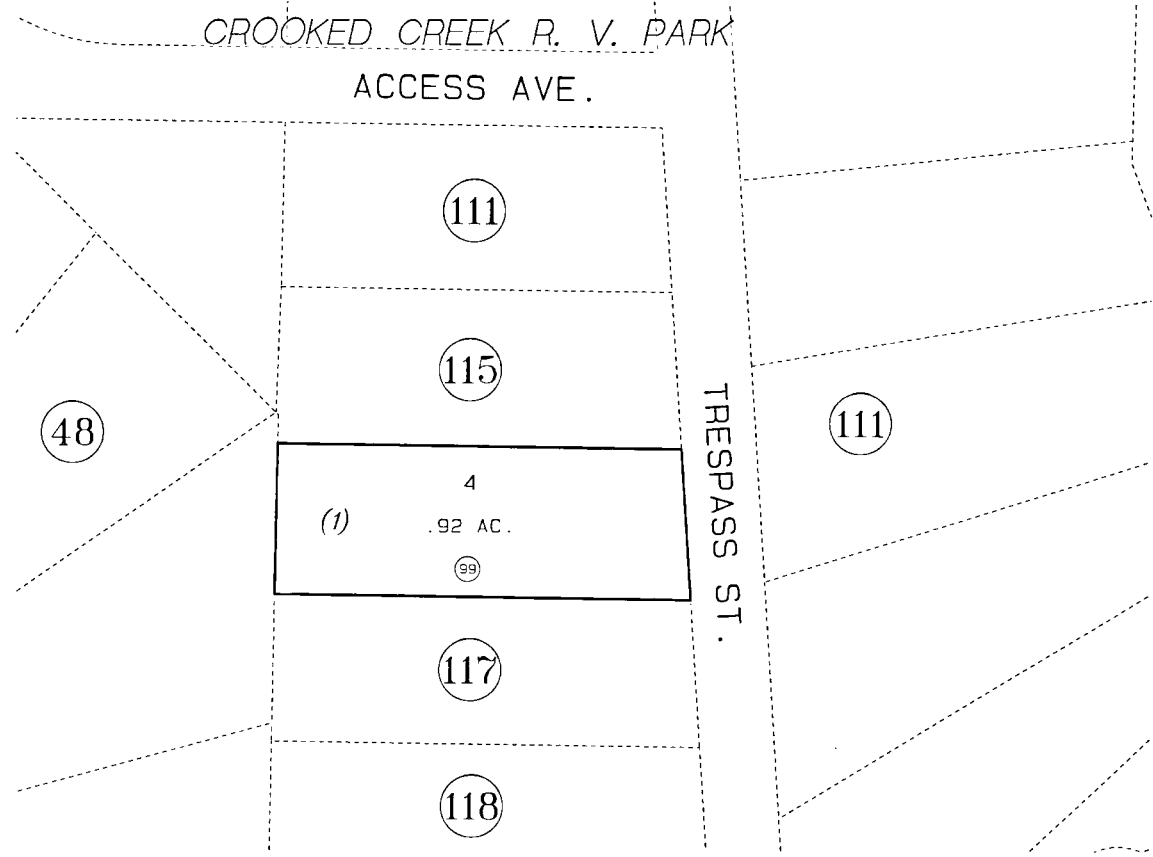 CROOKED CREEK R. V. PARK
ACCESS AVE.
111
115
48
111
TRESPASS ST.
4
(1)
.92 AC.
99
117
118